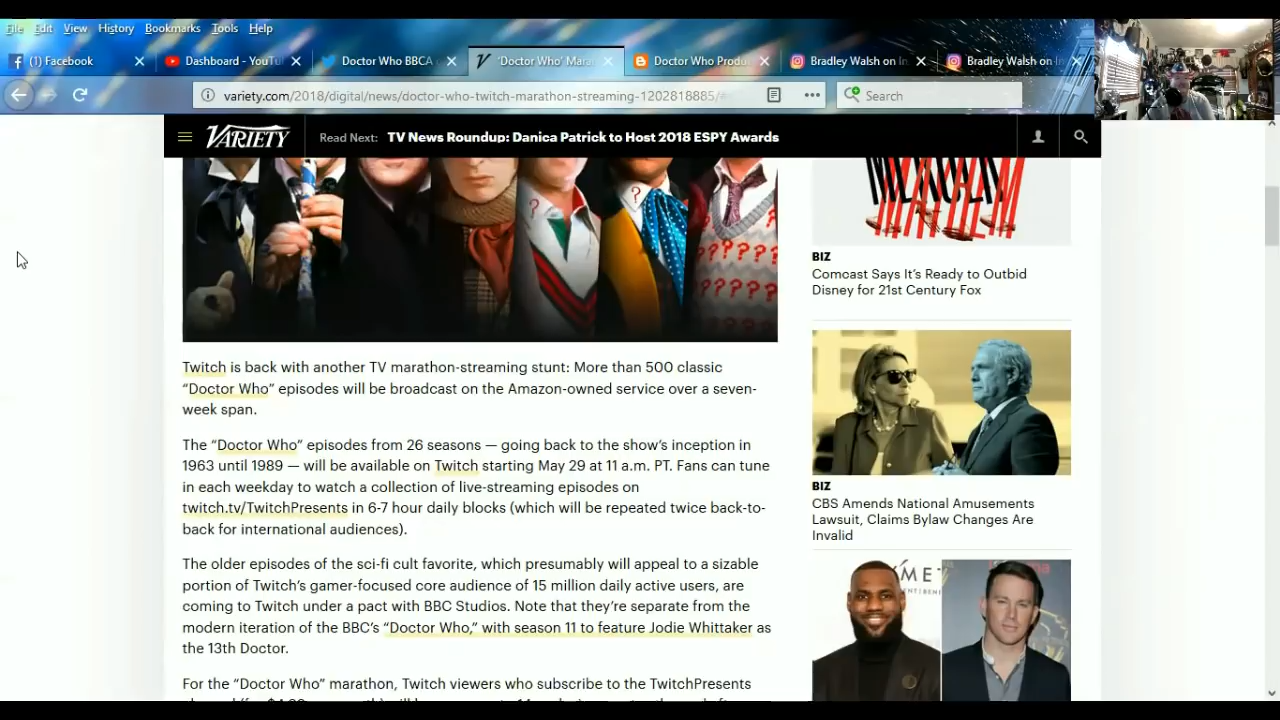 File Edit View History Bookmarks Tools Help
(1) Facebook
Dashboard - YouTu
Doctor Who BBCA
'Doctor Who' Mara
Doctor Who Produ
Bradley Walsh on In
Bradley Walsh on In
variety.com/2018/digital/news/doctor-who-twitch-marathon-streaming-1202818885/#
Search
VARIETY
Read Next: TV News Roundup: Danica Patrick to Host 2018 ESPY Awards
Twitch is back with another TV marathon-streaming stunt: More than 500 classic
“Doctor Who” episodes will be broadcast on the Amazon-owned service over a seven-
week span.
The “Doctor Who” episodes from 26 seasons — going back to the show’s inception in
1963 until 1989 — will be available on Twitch starting May 29 at 11 a.m. PT. Fans can tune
in each weekday to watch a collection of live-streaming episodes on
twitch.tv/TwitchPresents in 6-7 hour daily blocks (which will be repeated twice back-to-
back for international audiences).
The older episodes of the sci-fi cult favorite, which presumably will appeal to a sizable
portion of Twitch’s gamer-focused core audience of 15 million daily active users, are
coming to Twitch under a pact with BBC Studios. Note that they’re separate from the
modern iteration of the BBC’s “Doctor Who,” with season 11 to feature Jodie Whittaker as
the 13th Doctor.
For the “Doctor Who” marathon, Twitch viewers who subscribe to the TwitchPresents
BIZ
Comcast Says It’s Ready to Outbid
Disney for 21st Century Fox
BIZ
CBS Amends National Amusements
Lawsuit, Claims Bylaw Changes Are
Invalid